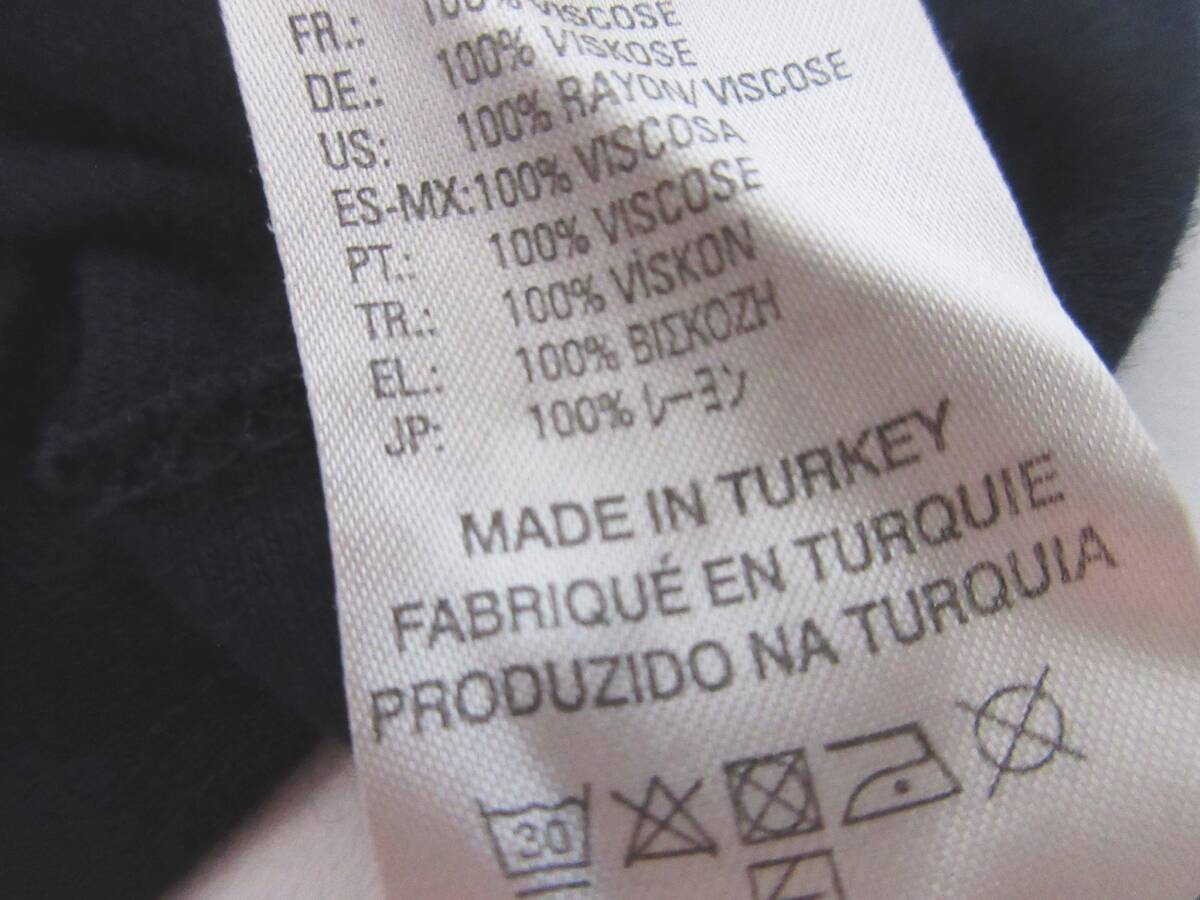 FR.: 100% VISCOSE
DE.: 100% VISKOSE
US: 100% RAYON/VISCOSE
ES-MX:100% VISCOSA
PT.: 100% VISCOSE
TR.: 100% VİSKON
EL.: 100% ΒΙΣΚΟΖΗ
JP: 100% レーヨン
MADE IN TURKEY
FABRIQUÉ EN TURQUIE
PRODUZIDO NA TURQUIA
30